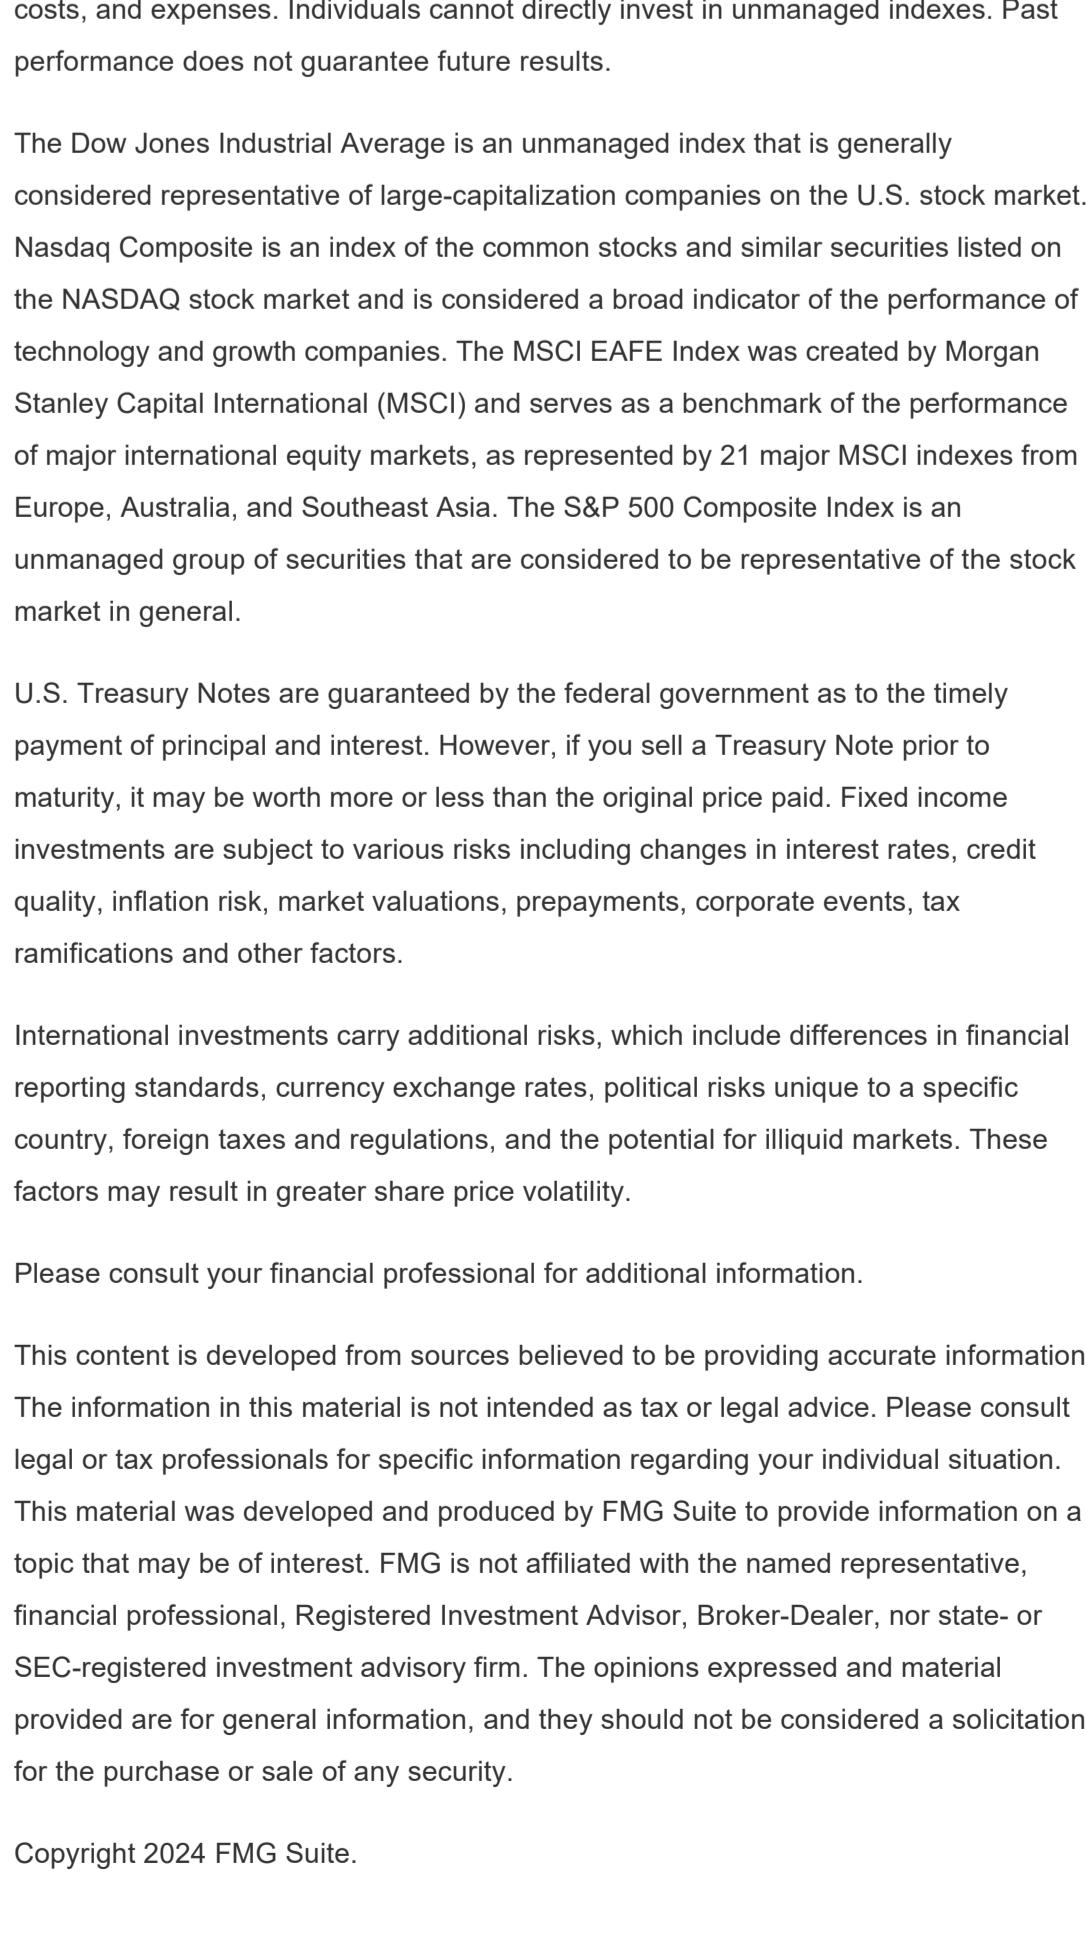 costs, and expenses. Individuals cannot directly invest in unmanaged indexes. Past
performance does not guarantee future results.
The Dow Jones Industrial Average is an unmanaged index that is generally
considered representative of large-capitalization companies on the U.S. stock market.
Nasdaq Composite is an index of the common stocks and similar securities listed on
the NASDAQ stock market and is considered a broad indicator of the performance of
technology and growth companies. The MSCI EAFE Index was created by Morgan
Stanley Capital International (MSCI) and serves as a benchmark of the performance
of major international equity markets, as represented by 21 major MSCI indexes from
Europe, Australia, and Southeast Asia. The S&P 500 Composite Index is an
unmanaged group of securities that are considered to be representative of the stock
market in general.
U.S. Treasury Notes are guaranteed by the federal government as to the timely
payment of principal and interest. However, if you sell a Treasury Note prior to
maturity, it may be worth more or less than the original price paid. Fixed income
investments are subject to various risks including changes in interest rates, credit
quality, inflation risk, market valuations, prepayments, corporate events, tax
ramifications and other factors.
International investments carry additional risks, which include differences in financial
reporting standards, currency exchange rates, political risks unique to a specific
country, foreign taxes and regulations, and the potential for illiquid markets. These
factors may result in greater share price volatility.
Please consult your financial professional for additional information.
This content is developed from sources believed to be providing accurate information
The information in this material is not intended as tax or legal advice. Please consult
legal or tax professionals for specific information regarding your individual situation.
This material was developed and produced by FMG Suite to provide information on a
topic that may be of interest. FMG is not affiliated with the named representative,
financial professional, Registered Investment Advisor, Broker-Dealer, nor state- or
SEC-registered investment advisory firm. The opinions expressed and material
provided are for general information, and they should not be considered a solicitation
for the purchase or sale of any security.
Copyright 2024 FMG Suite.